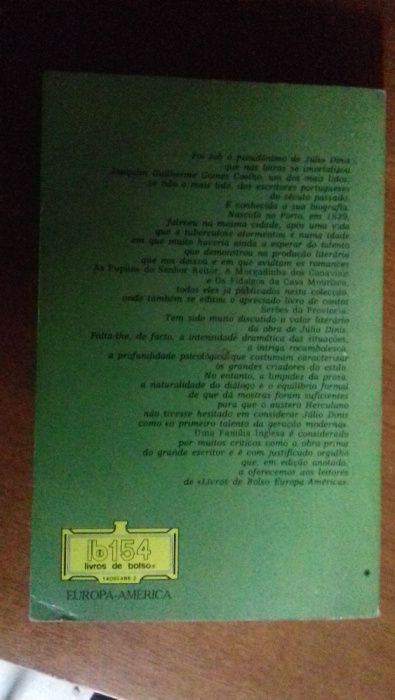 Foi sob o pseudónimo de Júlio Dinis
que nas letras se imortalizou
Joaquim Guilherme Gomes Coelho, um dos mais lidos,
se não o mais lido, dos escritores portugueses
do século passado.
É conhecida a sua biografia.
Nascido no Porto, em 1839,
faleceu na mesma cidade, após uma vida
que a tuberculose atormentou e numa idade
em que muito haveria ainda a esperar do talento
que demonstrou na produção literária
que nos deixou e em que avultam os romances
As Pupilas do Senhor Reitor, A Morgadinha dos Canaviais
e Os Fidalgos da Casa Mourisca,
todos eles já publicados nesta colecção,
onde também se editou o apreciado livro de contos
Serões da Província.
Tem sido muito discutido o valor literário
da obra de Júlio Dinis.
Falta-lhe, de facto, a intensidade dramática das situações,
a intriga rocambolesca,
a profundidade psicológica que costumam caracterizar
os grandes criadores do estilo.
No entanto, a limpidez da prosa,
a naturalidade do diálogo e o equilíbrio formal
de que dá mostras foram suficientes
para que o austero Herculano
não tivesse hesitado em considerar Júlio Dinis
como «o primeiro talento da geração moderna».
Uma Família Inglesa é considerado
por muitos críticos como a obra-prima
do grande escritor e é com justificado orgulho
que, em edição anotada,
a oferecemos aos leitores
de «Livros de Bolso Europa-América».
lb 154
livros de bolso
EUROPA-AMÉRICA